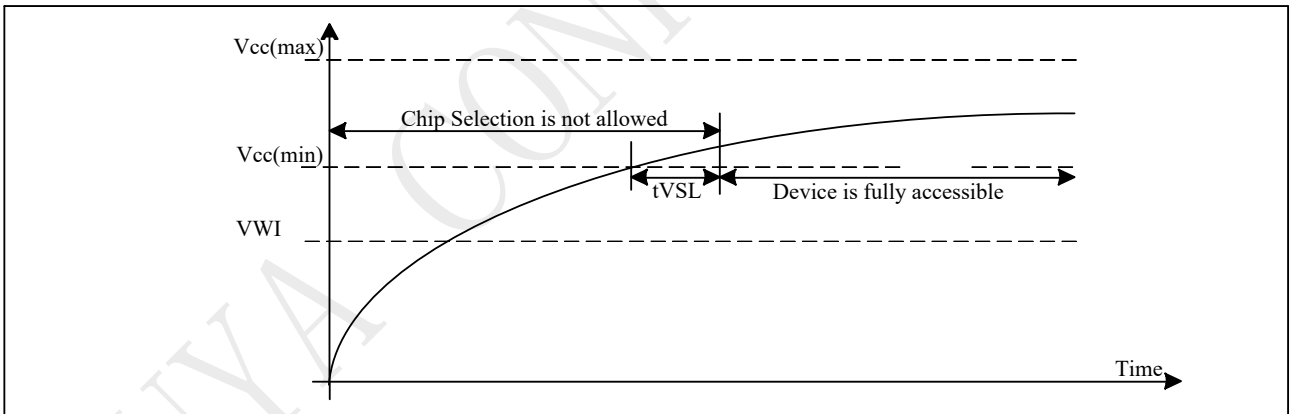 Vcc(max)
Chip Selection is not allowed
Vcc(min)
tVSL
Device is fully accessible
VWI
Time